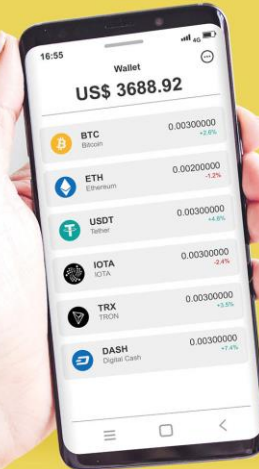 16:55
4G
Wallet
US$ 3688.92
BTC 0.00300000
Bitcoin +2.6%
ETH 0.00200000
Ethereum -1.2%
USDT 0.00300000
Tether +4.8%
IOTA 0.00300000
IOTA -2.4%
TRX 0.00300000
TRON +3.5%
DASH 0.00300000
Digital Cash +7.4%